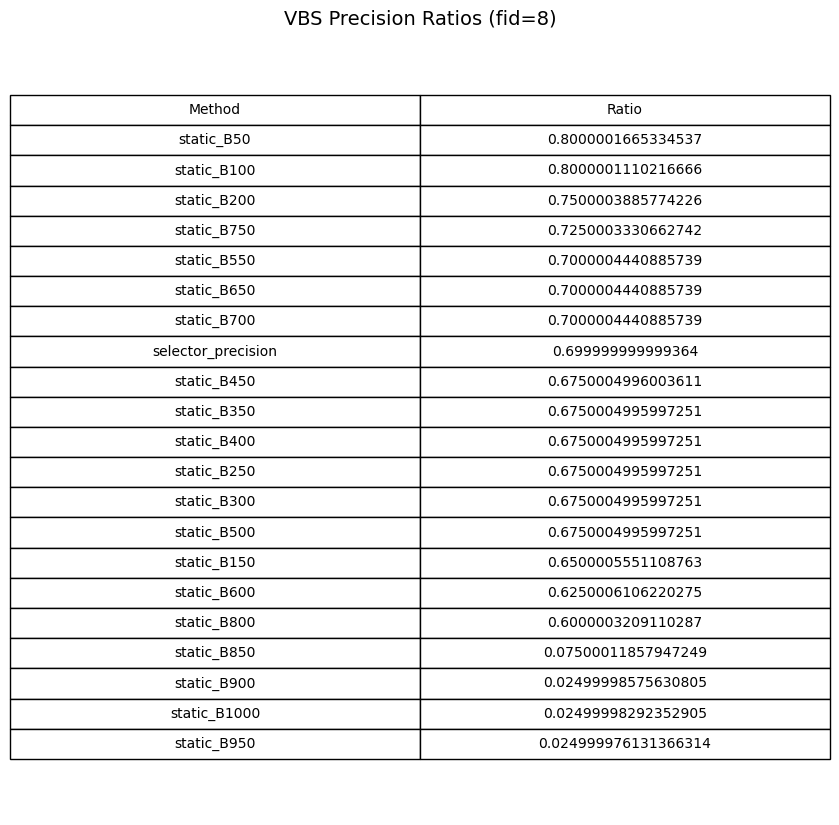 VBS Precision Ratios (fid=8)
Method Ratio
static_B50 0.8000001665334537
static_B100 0.8000001110216666
static_B200 0.7500003885774226
static_B750 0.7250003330662742
static_B550 0.7000004440885739
static_B650 0.7000004440885739
static_B700 0.7000004440885739
selector_precision 0.699999999999364
static_B450 0.6750004996003611
static_B350 0.6750004995997251
static_B400 0.6750004995997251
static_B250 0.6750004995997251
static_B300 0.6750004995997251
static_B500 0.6750004995997251
static_B150 0.6500005551108763
static_B600 0.6250006106220275
static_B800 0.6000003209110287
static_B850 0.07500011857947249
static_B900 0.02499998575630805
static_B1000 0.02499998292352905
static_B950 0.024999976131366314